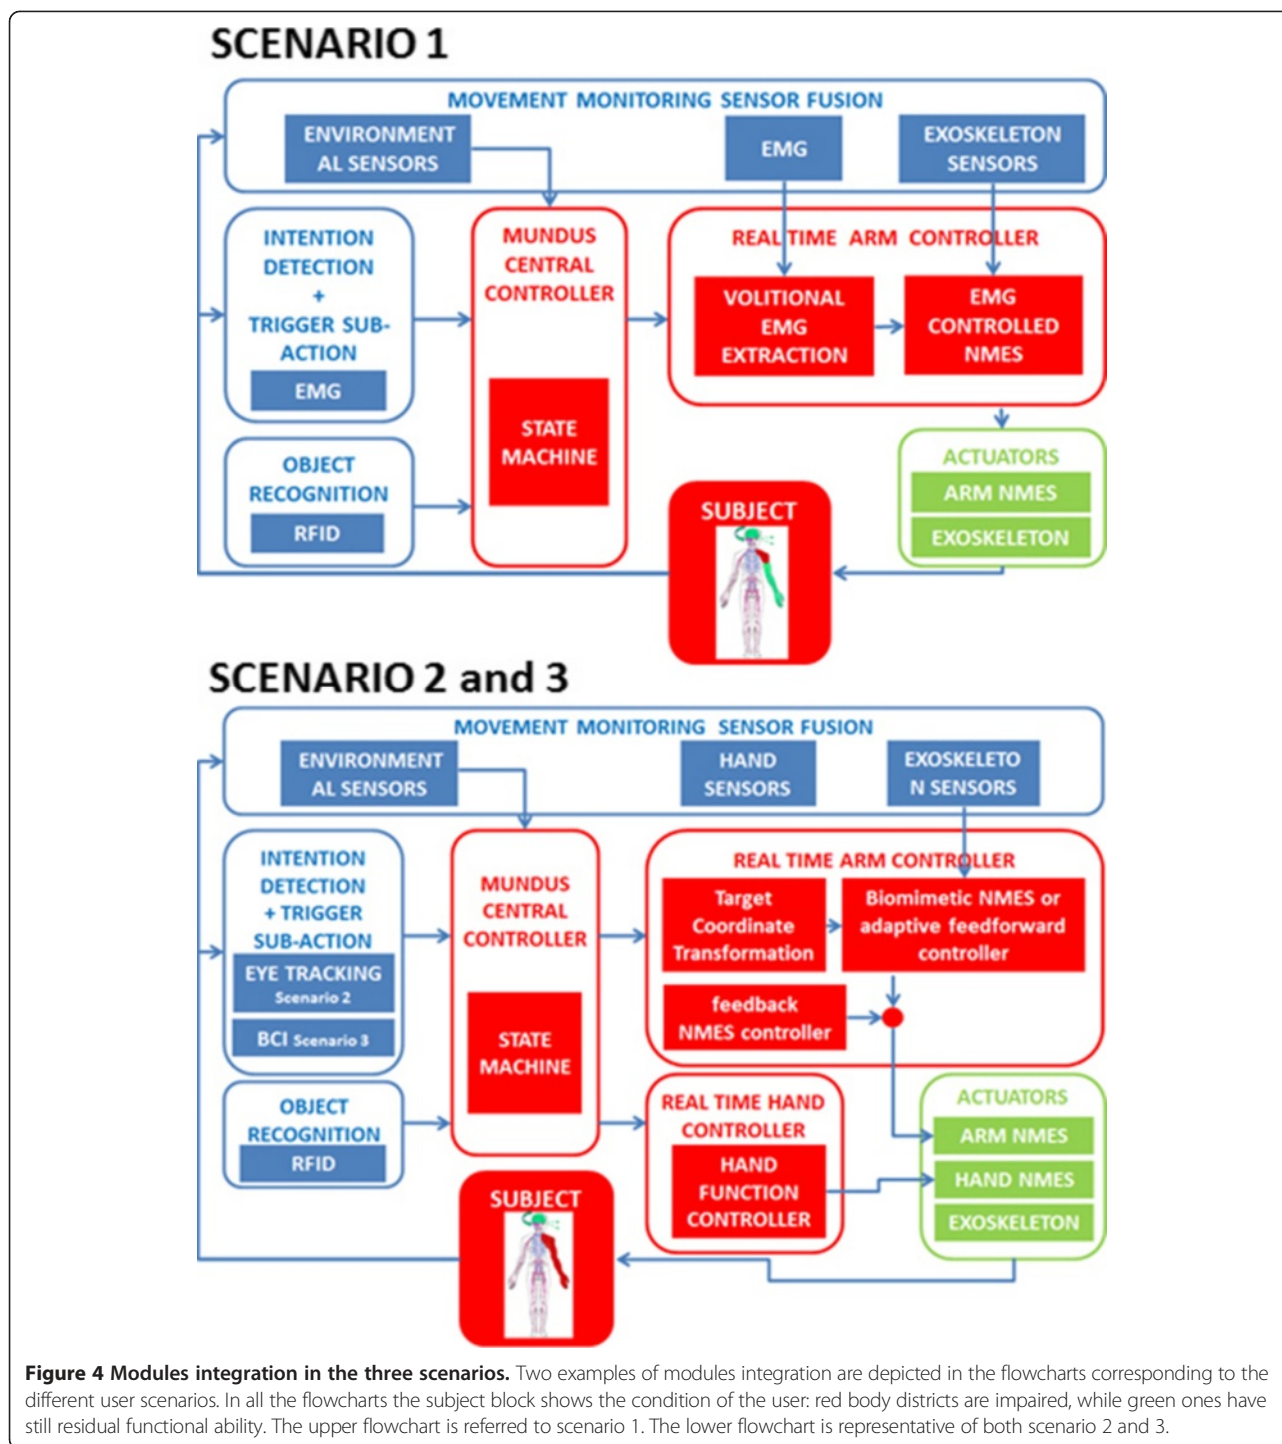 SCENARIO 1
MOVEMENT MONITORING SENSOR FUSION
ENVIRONMENT
AL SENSORS
EMG
EXOSKELETON
SENSORS
INTENTION
DETECTION
+
TRIGGER SUB-
ACTION
EMG
OBJECT
RECOGNITION
RFID
MUNDUS
CENTRAL
CONTROLLER
STATE
MACHINE
REAL TIME ARM CONTROLLER
VOLITIONAL
EMG
EXTRACTION
EMG
CONTROLLED
NMES
ACTUATORS
ARM NMES
EXOSKELETON
SUBJECT
SCENARIO 2 and 3
MOVEMENT MONITORING SENSOR FUSION
ENVIRONMENT
AL SENSORS
HAND
SENSORS
EXOSKELETO
N SENSORS
INTENTION
DETECTION
+ TRIGGER
SUB-ACTION
EYE TRACKING
Scenario 2
BCI Scenario 3
OBJECT
RECOGNITION
RFID
MUNDUS
CENTRAL
CONTROLLER
STATE
MACHINE
REAL TIME ARM CONTROLLER
Target
Coordinate
Transformation
Biomimetic NMES or
adaptive feedforward
controller
feedback
NMES controller
REAL TIME HAND
CONTROLLER
HAND
FUNCTION
CONTROLLER
ACTUATORS
ARM NMES
HAND NMES
EXOSKELETON
SUBJECT
Figure 4 Modules integration in the three scenarios. Two examples of modules integration are depicted in the flowcharts corresponding to the
different user scenarios. In all the flowcharts the subject block shows the condition of the user: red body districts are impaired, while green ones have
still residual functional ability. The upper flowchart is referred to scenario 1. The lower flowchart is representative of both scenario 2 and 3.